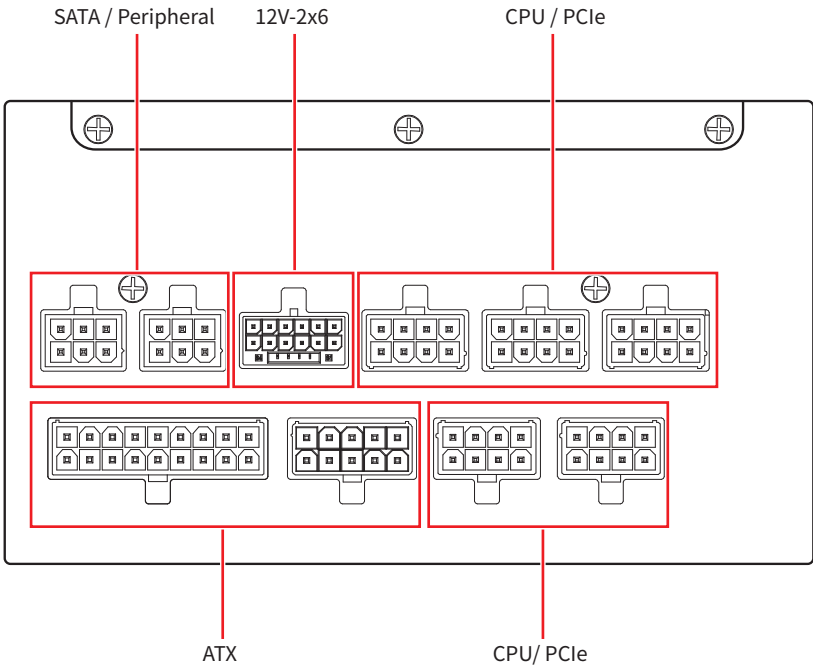 SATA / Peripheral
12V-2x6
CPU / PCIe
ATX
CPU/ PCIe